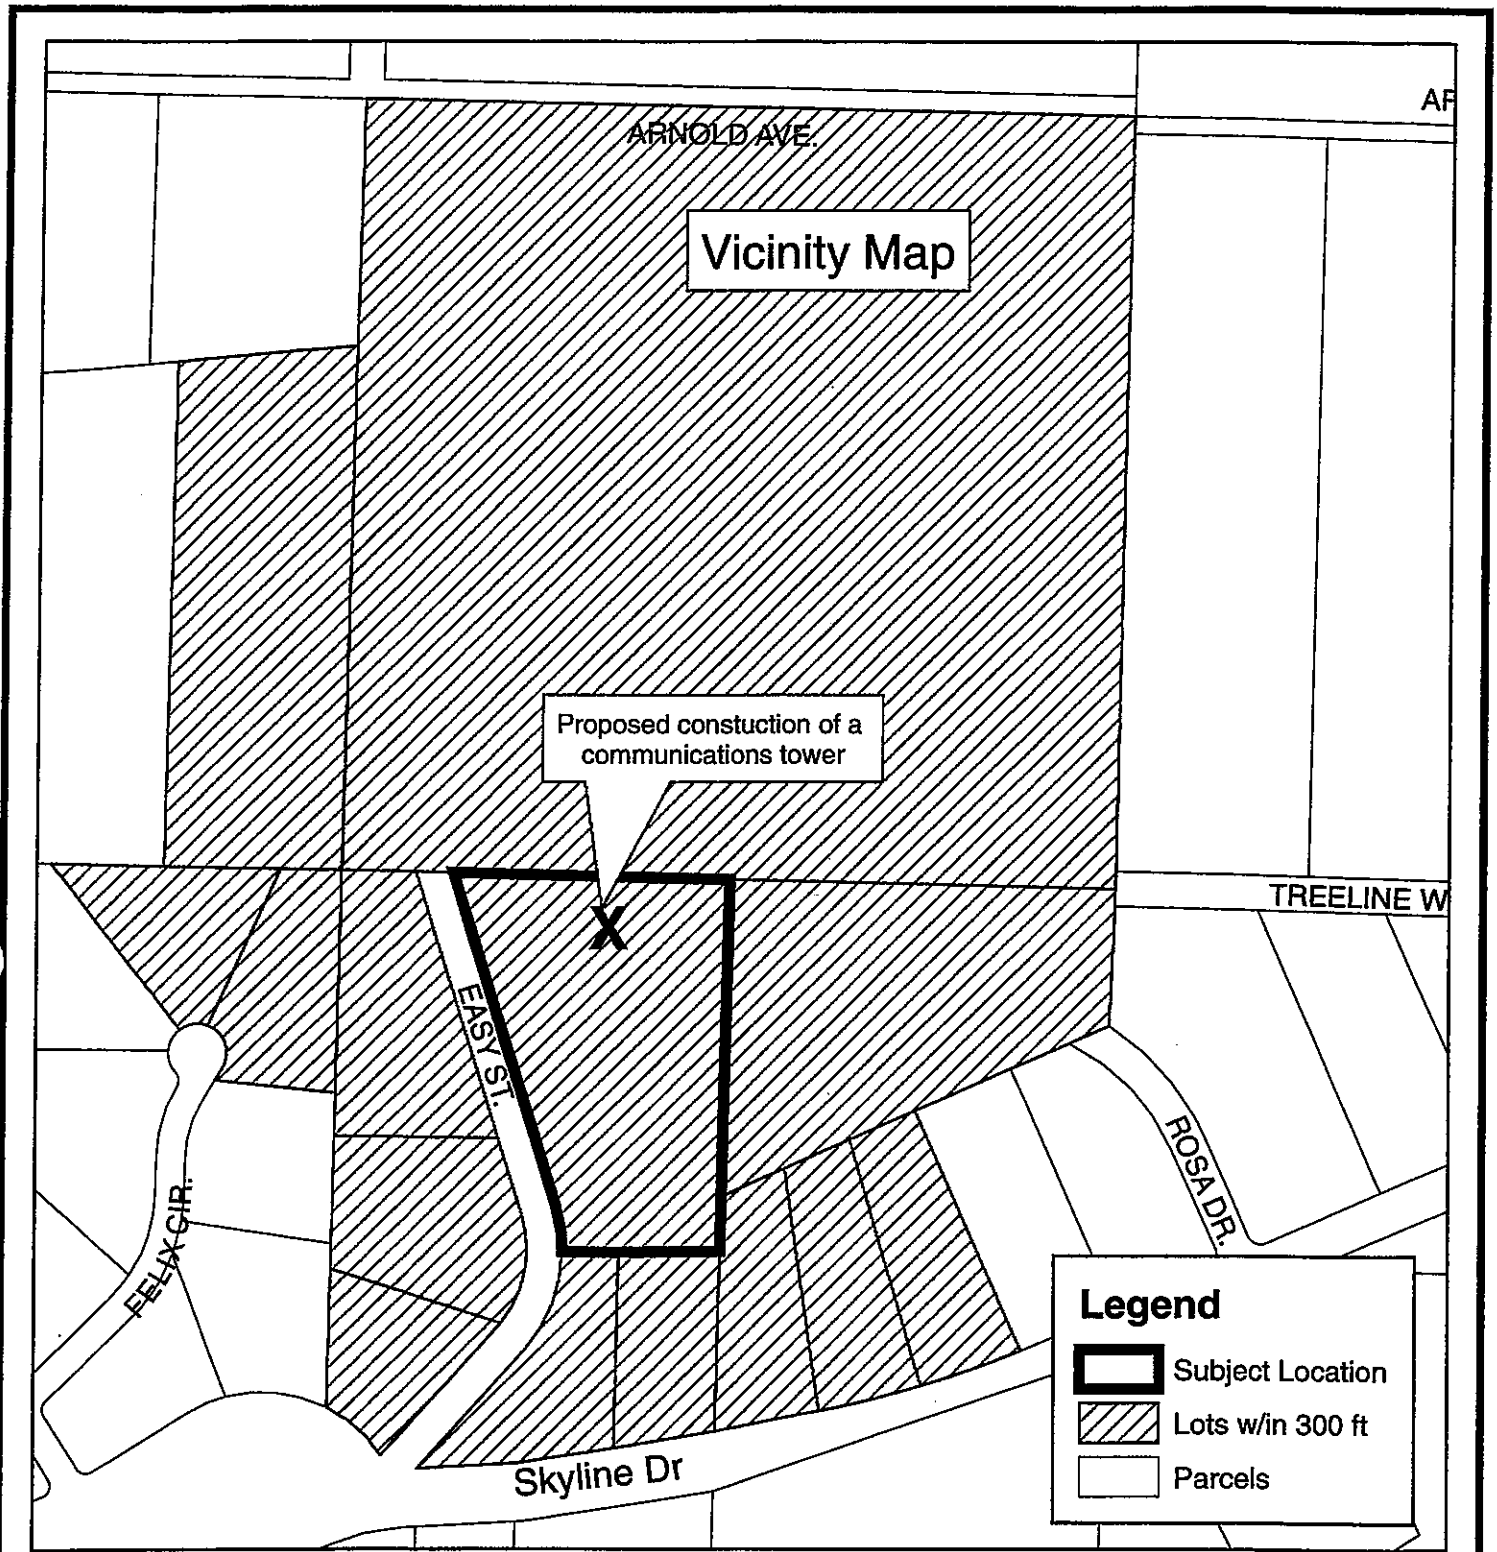 AR
ARNOLD AVE.
Vicinity Map
Proposed constuction of a
communications tower
TREELINE W
EASY ST.
ROSA DR.
FELIX CIR.
Legend
Subject Location
Lots w/in 300 ft
Parcels
Skyline Dr
X